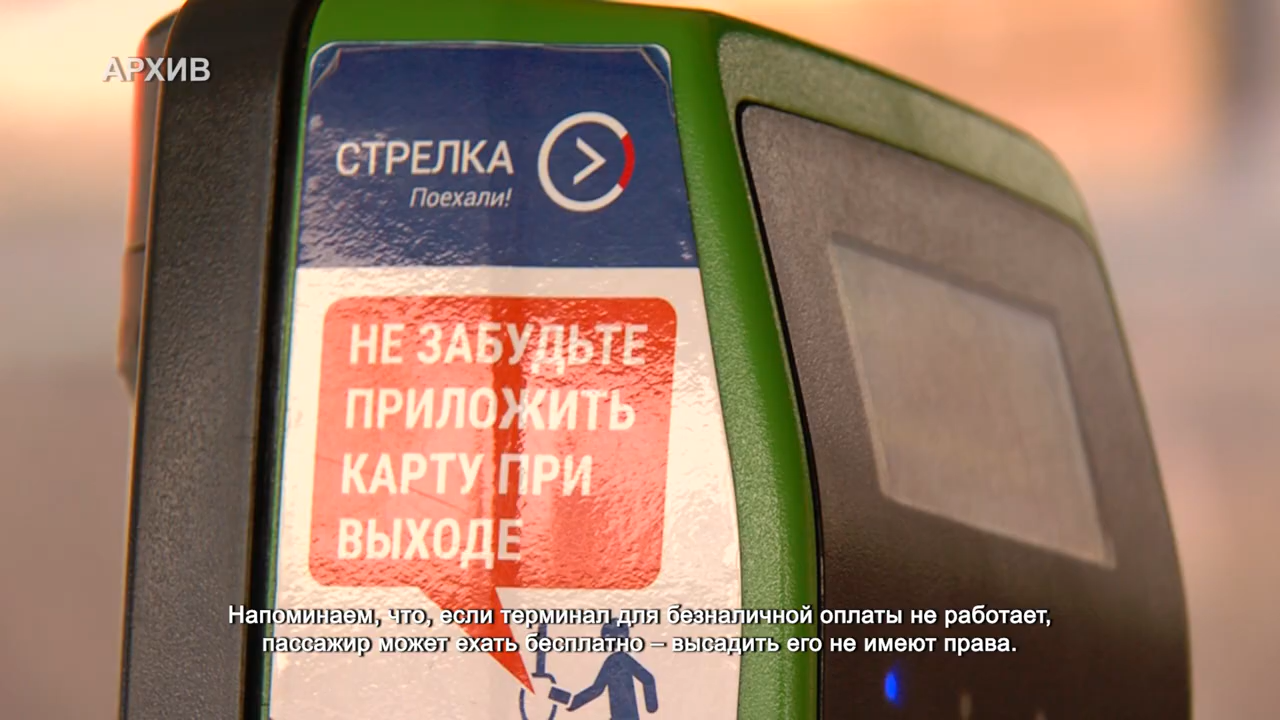 АРХИВ
СТРЕЛКА
Поехали!
НЕ ЗАБУДЬТЕ
ПРИЛОЖИТЬ
КАРТУ ПРИ
ВЫХОДЕ
Напоминаем, что, если терминал для безналичной оплаты не работает,
пассажир может ехать бесплатно – высадить его не имеют права.